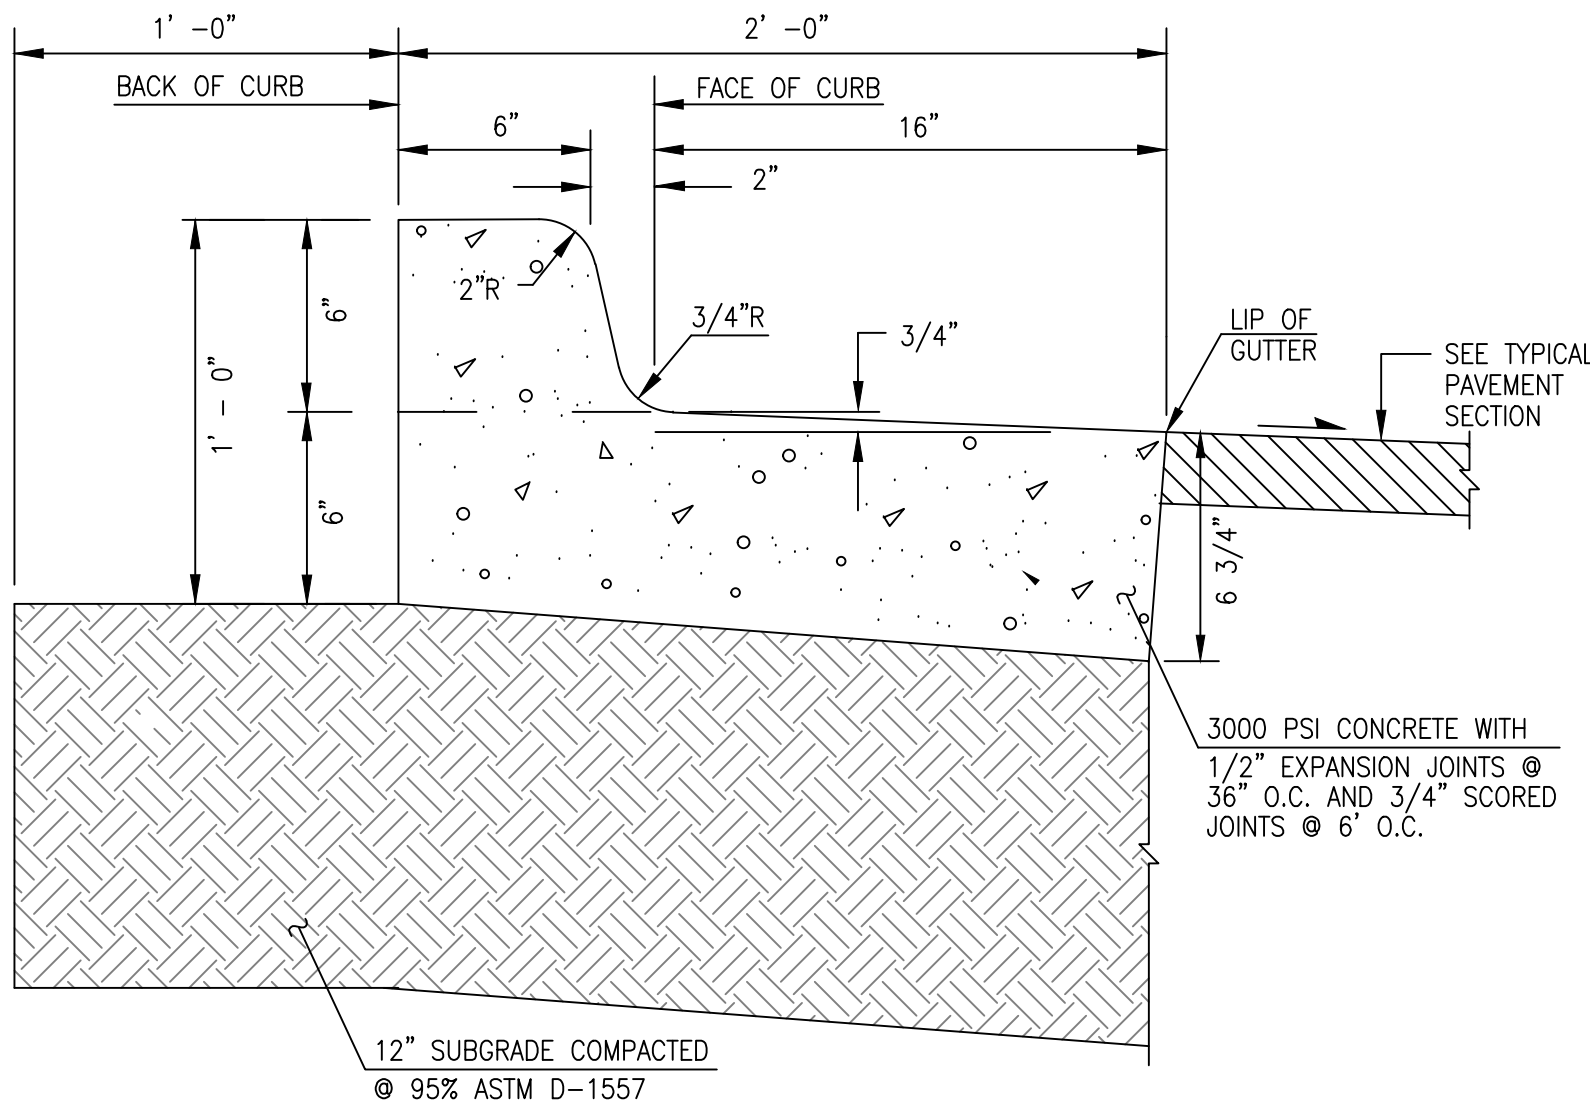 1' -0"
2' -0"
BACK OF CURB
FACE OF CURB
6"
16"
2"
2"R
3/4"R
3/4"
6"
1' - 0"
6"
LIP OF
GUTTER
SEE TYPICAL
PAVEMENT
SECTION
6 3/4"
3000 PSI CONCRETE WITH
1/2" EXPANSION JOINTS @
36" O.C. AND 3/4" SCORED
JOINTS @ 6' O.C.
12" SUBGRADE COMPACTED
@ 95% ASTM D-1557